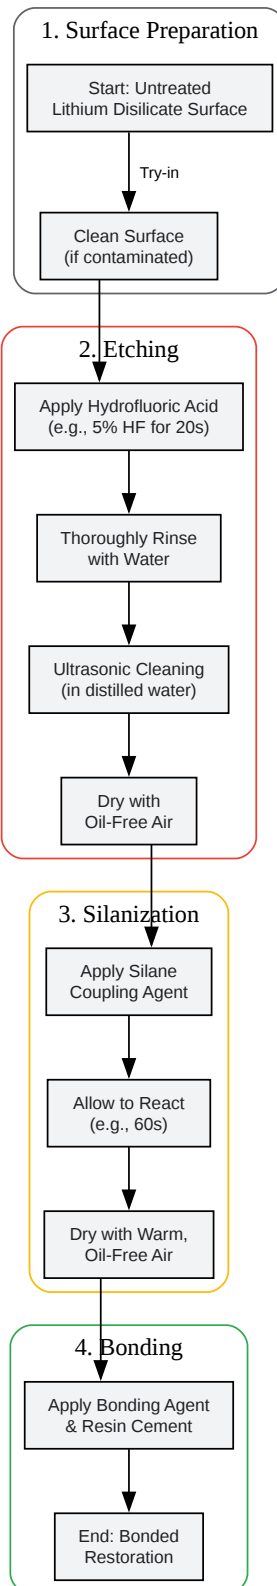 1. Surface Preparation
Start: Untreated
Lithium Disilicate Surface
Try-in
Clean Surface
(if contaminated)
2. Etching
Apply Hydrofluoric Acid
(e.g., 5% HF for 20s)
Thoroughly Rinse
with Water
Ultrasonic Cleaning
(in distilled water)
Dry with
Oil-Free Air
3. Silanization
Apply Silane
Coupling Agent
Allow to React
(e.g., 60s)
Dry with Warm,
Oil-Free Air
4. Bonding
Apply Bonding Agent
& Resin Cement
End: Bonded
Restoration